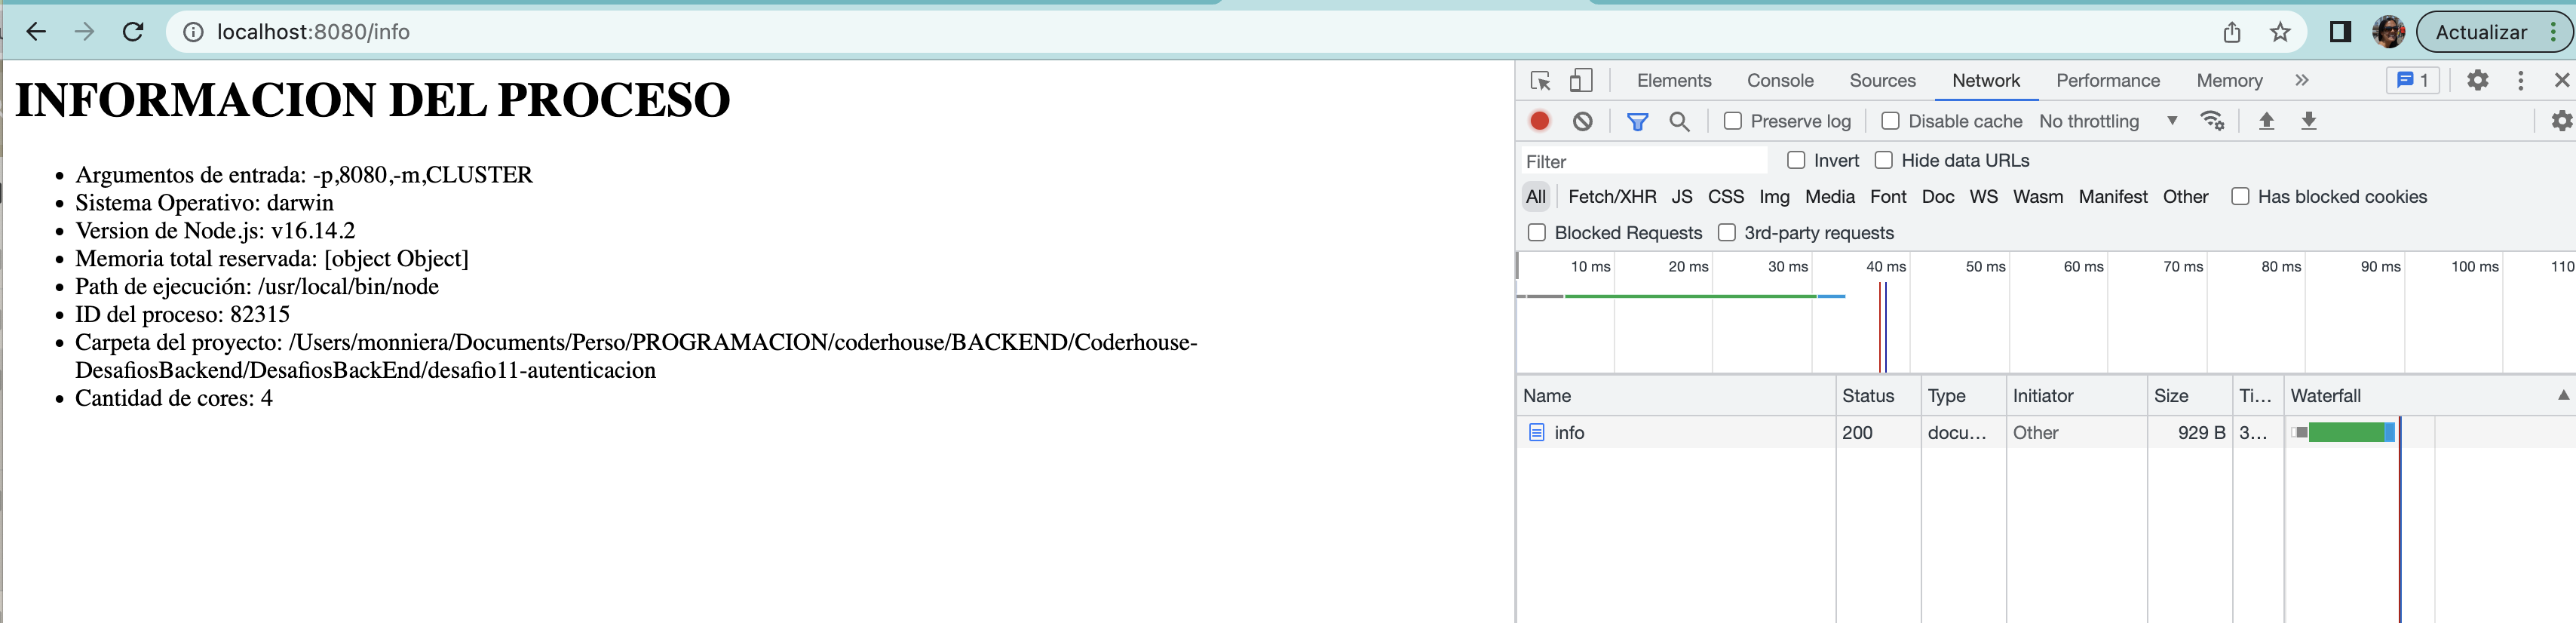 localhost:8080/info
Actualizar
INFORMACION DEL PROCESO
Argumentos de entrada: -p,8080,-m,CLUSTER
Sistema Operativo: darwin
Version de Node.js: v16.14.2
Memoria total reservada: [object Object]
Path de ejecución: /usr/local/bin/node
ID del proceso: 82315
Carpeta del proyecto: /Users/monniera/Documents/Perso/PROGRAMACION/coderhouse/BACKEND/Coderhouse-
DesafiosBackend/DesafiosBackEnd/desafio11-autenticacion
Cantidad de cores: 4
Elements Console Sources Network Performance Memory 1
Preserve log Disable cache No throttling
Filter Invert Hide data URLs
All Fetch/XHR JS CSS Img Media Font Doc WS Wasm Manifest Other Has blocked cookies
Blocked Requests 3rd-party requests
10 ms 20 ms 30 ms 40 ms 50 ms 60 ms 70 ms 80 ms 90 ms 100 ms 110
Name Status Type Initiator Size Ti... Waterfall
info 200 docu... Other 929 B 3...